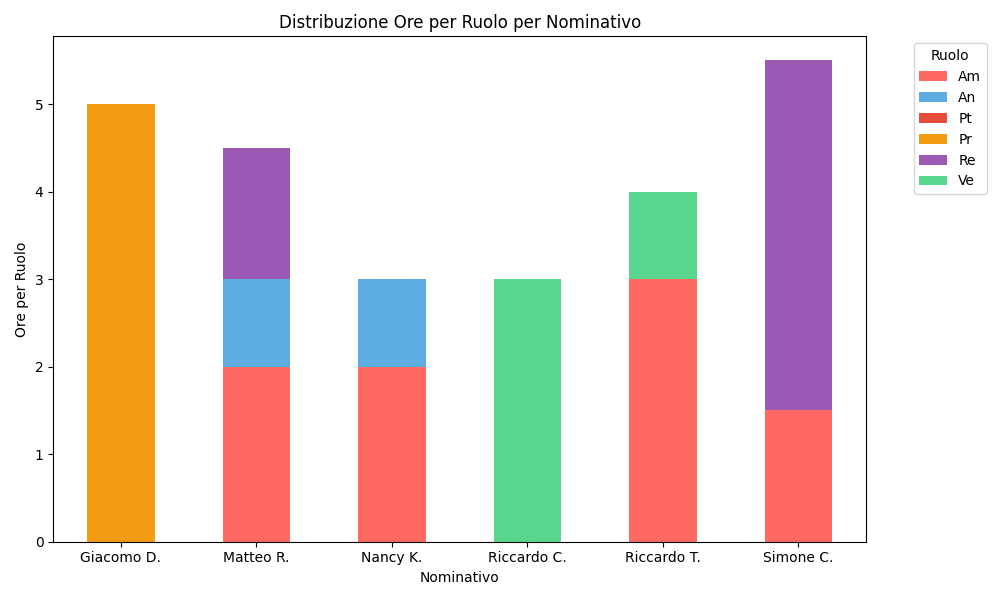 Distribuzione Ore per Ruolo per Nominativo
Ruolo
Am
An
Pt
Pr
Re
Ve
Ore per Ruolo
5
4
3
2
1
0
Giacomo D.
Matteo R.
Nancy K.
Riccardo C.
Riccardo T.
Simone C.
Nominativo